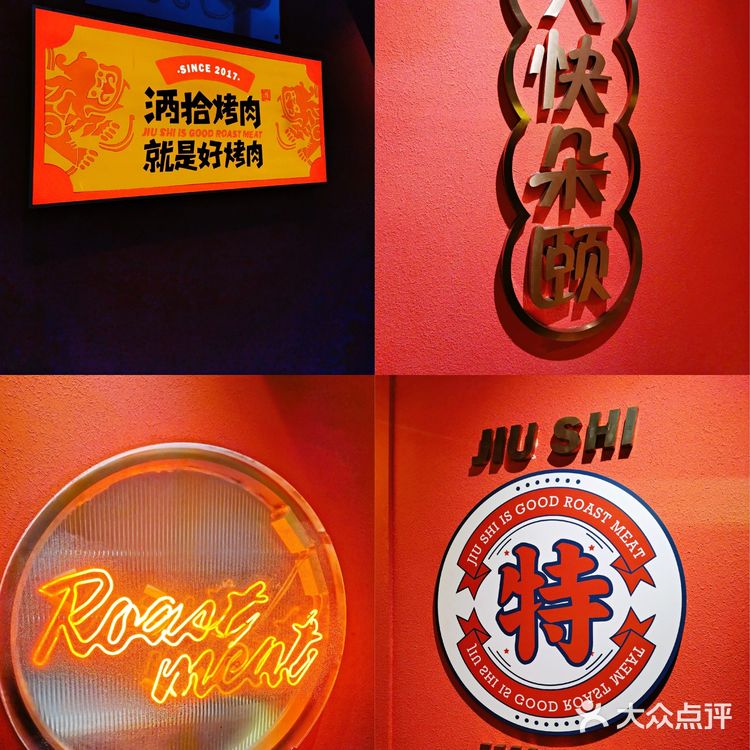 ·SINCE 2017·
酒拾烤肉
JIU SHI IS GOOD ROAST MEAT
就是好烤肉
大
快
朵
颐
Roast
meat
JIU SHI
JIU SHI IS GOOD ROAST MEAT
特
JIU SHI IS GOOD ROAST MEAT
大众点评